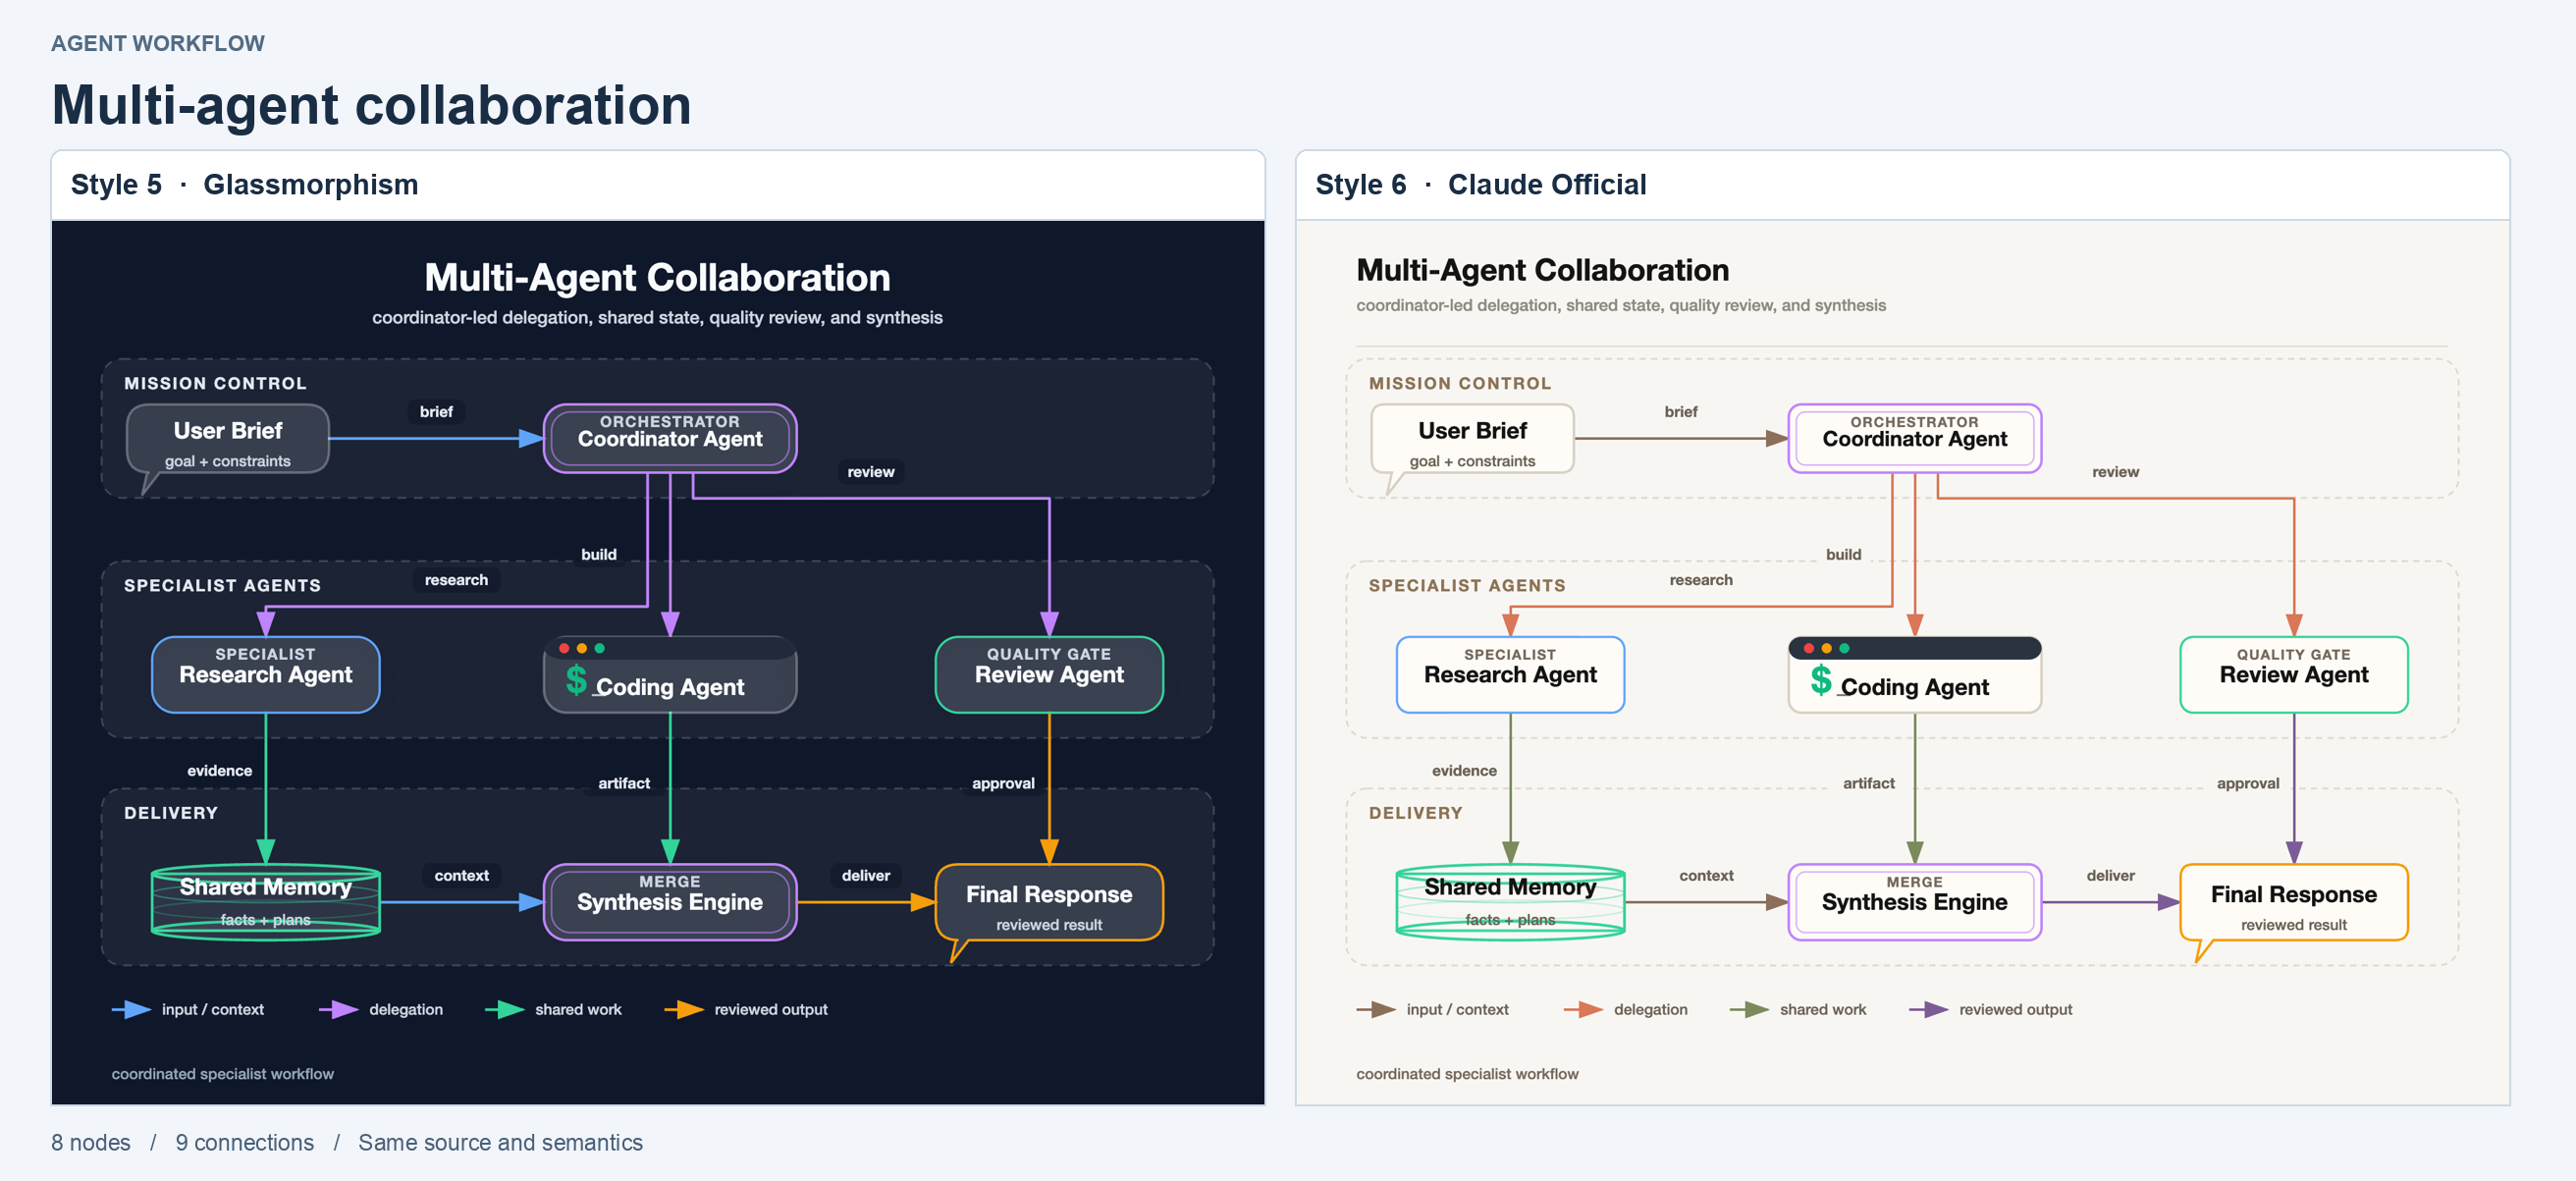 AGENT WORKFLOW
Multi-agent collaboration
Style 5 · Glassmorphism
Multi-Agent Collaboration
coordinator-led delegation, shared state, quality review, and synthesis
MISSION CONTROL
User Brief
goal + constraints
brief
ORCHESTRATOR
Coordinator Agent
review
build
research
SPECIALIST AGENTS
SPECIALIST
Research Agent
$_
Coding Agent
QUALITY GATE
Review Agent
evidence
artifact
approval
DELIVERY
Shared Memory
facts + plans
context
MERGE
Synthesis Engine
deliver
Final Response
reviewed result
input / context
delegation
shared work
reviewed output
coordinated specialist workflow
Style 6 · Claude Official
Multi-Agent Collaboration
coordinator-led delegation, shared state, quality review, and synthesis
MISSION CONTROL
User Brief
goal + constraints
brief
ORCHESTRATOR
Coordinator Agent
review
build
research
SPECIALIST AGENTS
SPECIALIST
Research Agent
$_
Coding Agent
QUALITY GATE
Review Agent
evidence
artifact
approval
DELIVERY
Shared Memory
facts + plans
context
MERGE
Synthesis Engine
deliver
Final Response
reviewed result
input / context
delegation
shared work
reviewed output
coordinated specialist workflow
8 nodes / 9 connections / Same source and semantics